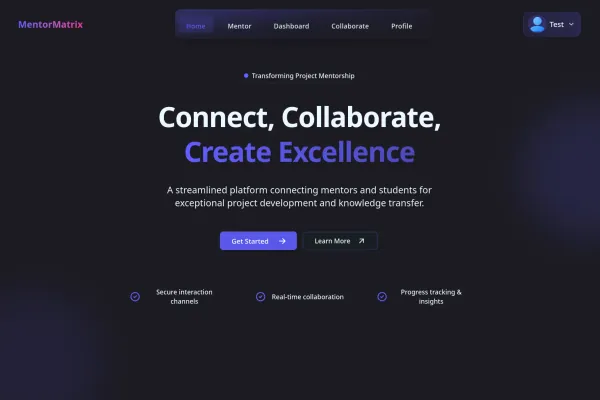 MentorMatrix
Home
Mentor
Dashboard
Collaborate
Profile
Test
Transforming Project Mentorship
Connect, Collaborate,
Create Excellence
A streamlined platform connecting mentors and students for
exceptional project development and knowledge transfer.
Get Started
Learn More
Secure interaction
channels
Real-time collaboration
Progress tracking &
insights